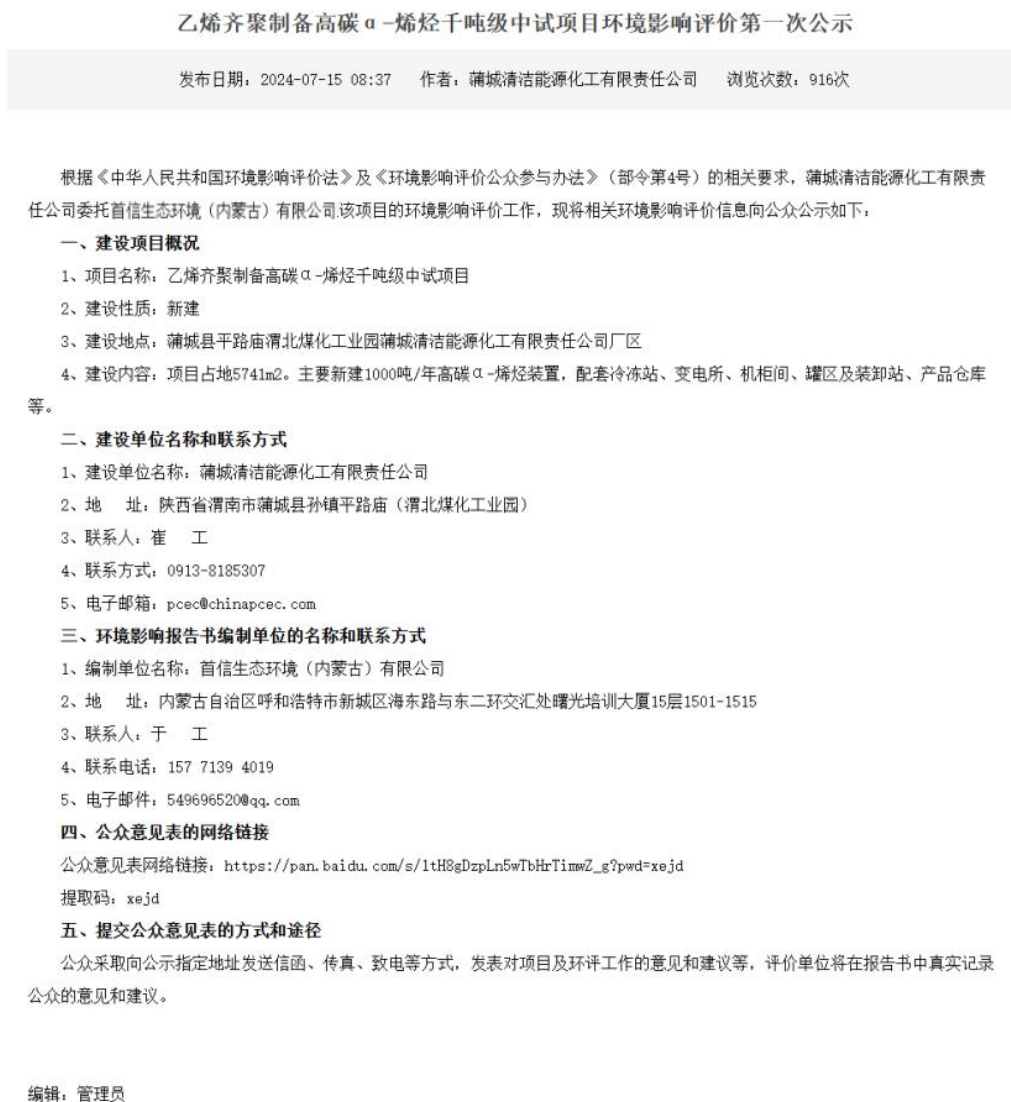 乙烯齐聚制备高碳α-烯烃千吨级中试项目环境影响评价第一次公示
发布日期：2024-07-15 08:37 作者：蒲城清洁能源化工有限责任公司 浏览次数：916次
根据《中华人民共和国环境影响评价法》及《环境影响评价公众参与办法》（部令第4号）的相关要求，蒲城清洁能源化工有限责
任公司委托首信生态环境（内蒙古）有限公司该项目的环境影响评价工作，现将相关环境影响评价信息向公众公示如下：
一、建设项目概况
1、项目名称：乙烯齐聚制备高碳α-烯烃千吨级中试项目
2、建设性质：新建
3、建设地点：蒲城县平路庙渭北煤化工业园蒲城清洁能源化工有限责任公司厂区
4、建设内容：项目占地5741m2。主要新建1000吨/年高碳α-烯烃装置，配套冷冻站、变电所、机柜间、罐区及装卸站、产品仓库
等。
二、建设单位名称和联系方式
1、建设单位名称：蒲城清洁能源化工有限责任公司
2、地 址：陕西省渭南市蒲城县孙镇平路庙（渭北煤化工业园）
3、联系人：崔 工
4、联系方式：0913-8185307
5、电子邮箱：pcec@chinapcec.com
三、环境影响报告书编制单位的名称和联系方式
1、编制单位名称：首信生态环境（内蒙古）有限公司
2、地 址：内蒙古自治区呼和浩特市新城区海东路与东二环交汇处曙光培训大厦15层1501-1515
3、联系人：于 工
4、联系电话：157 7139 4019
5、电子邮件：549696520@qq.com
四、公众意见表的网络链接
公众意见表网络链接：https://pan.baidu.com/s/1tH8gDzpLn5wTbHrTimwZ_g?pwd=xejd
提取码：xejd
五、提交公众意见表的方式和途径
公众采取向公示指定地址发送信函、传真、致电等方式，发表对项目及环评工作的意见和建议等，评价单位将在报告书中真实记录
公众的意见和建议。
编辑：管理员